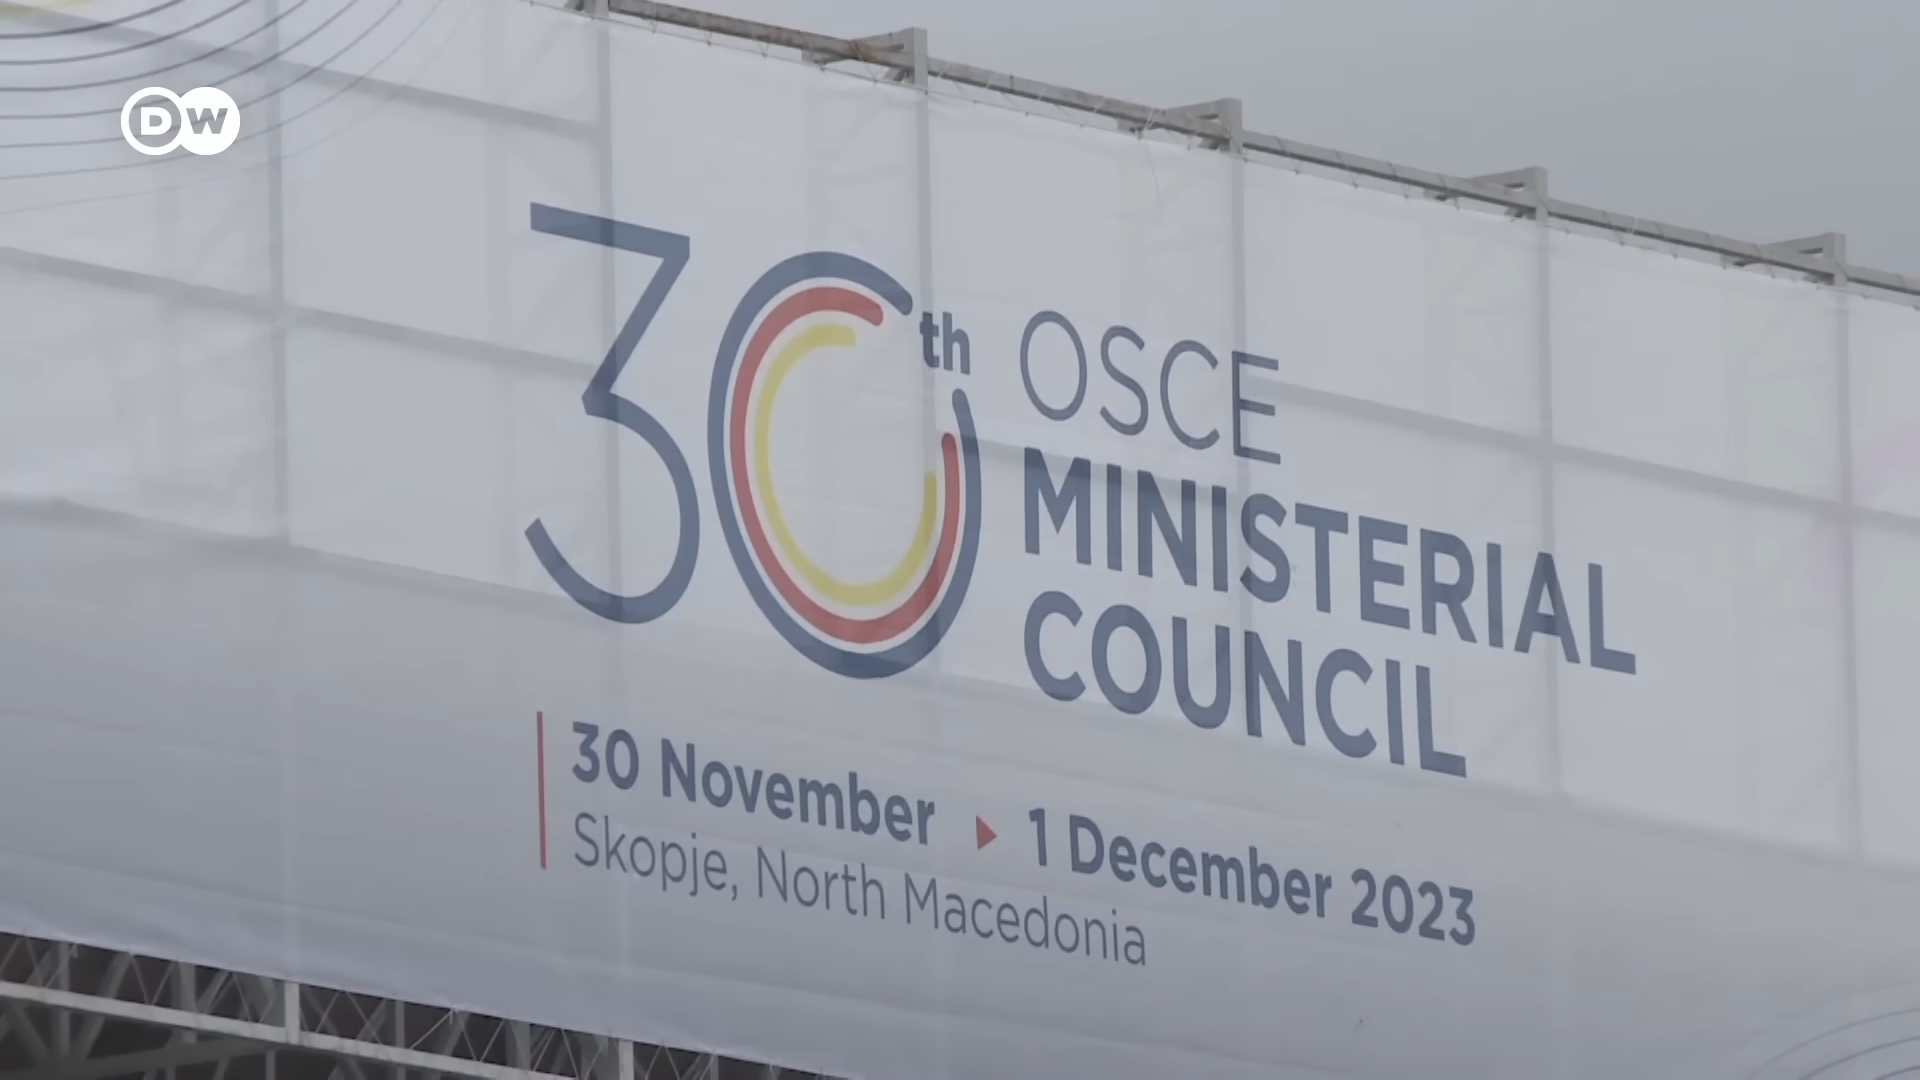 DW
30th
OSCE
MINISTERIAL
COUNCIL
30 November ▸ 1 December 2023
Skopje, North Macedonia